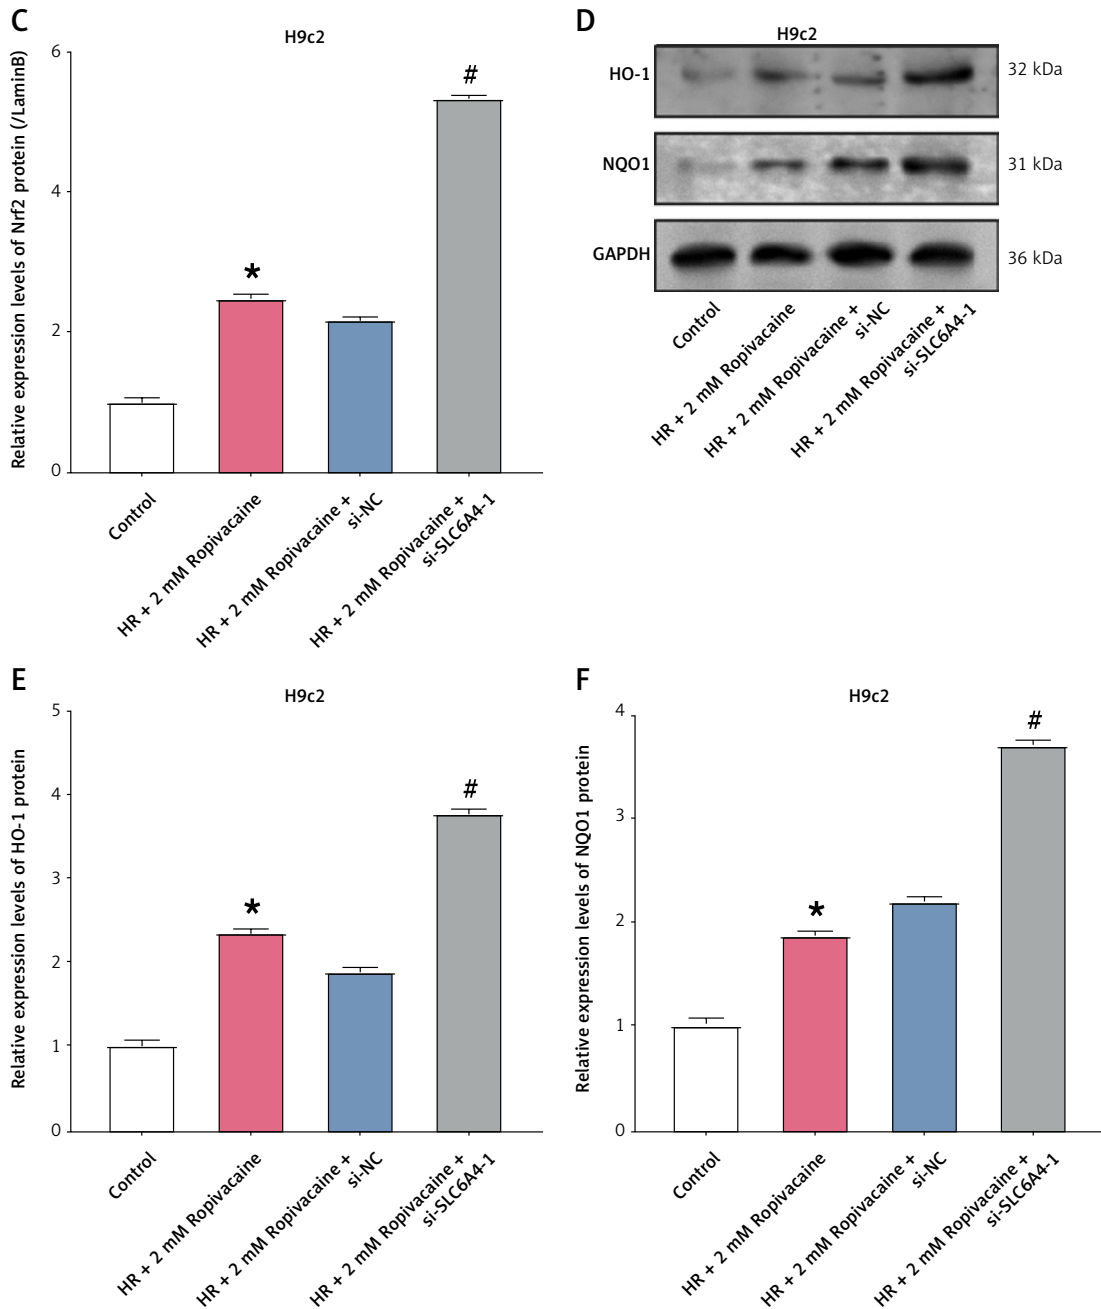 C
H9c2
Relative expression levels of Nrf2 protein (/LaminB)
6
4
2
0
*
#
Control
HR + 2 mM Ropivacaine
HR + 2 mM Ropivacaine +
si-NC
HR + 2 mM Ropivacaine +
si-SLC6A4-1
D
H9c2
HO-1
32 kDa
NQO1
31 kDa
GAPDH
36 kDa
Control
HR + 2 mM Ropivacaine
HR + 2 mM Ropivacaine +
si-NC
HR + 2 mM Ropivacaine +
si-SLC6A4-1
E
H9c2
Relative expression levels of HO-1 protein
5
4
3
2
1
0
*
#
Control
HR + 2 mM Ropivacaine
HR + 2 mM Ropivacaine +
si-NC
HR + 2 mM Ropivacaine +
si-SLC6A4-1
F
H9c2
Relative expression levels of NQO1 protein
4
3
2
1
0
*
#
Control
HR + 2 mM Ropivacaine
HR + 2 mM Ropivacaine +
si-NC
HR + 2 mM Ropivacaine +
si-SLC6A4-1